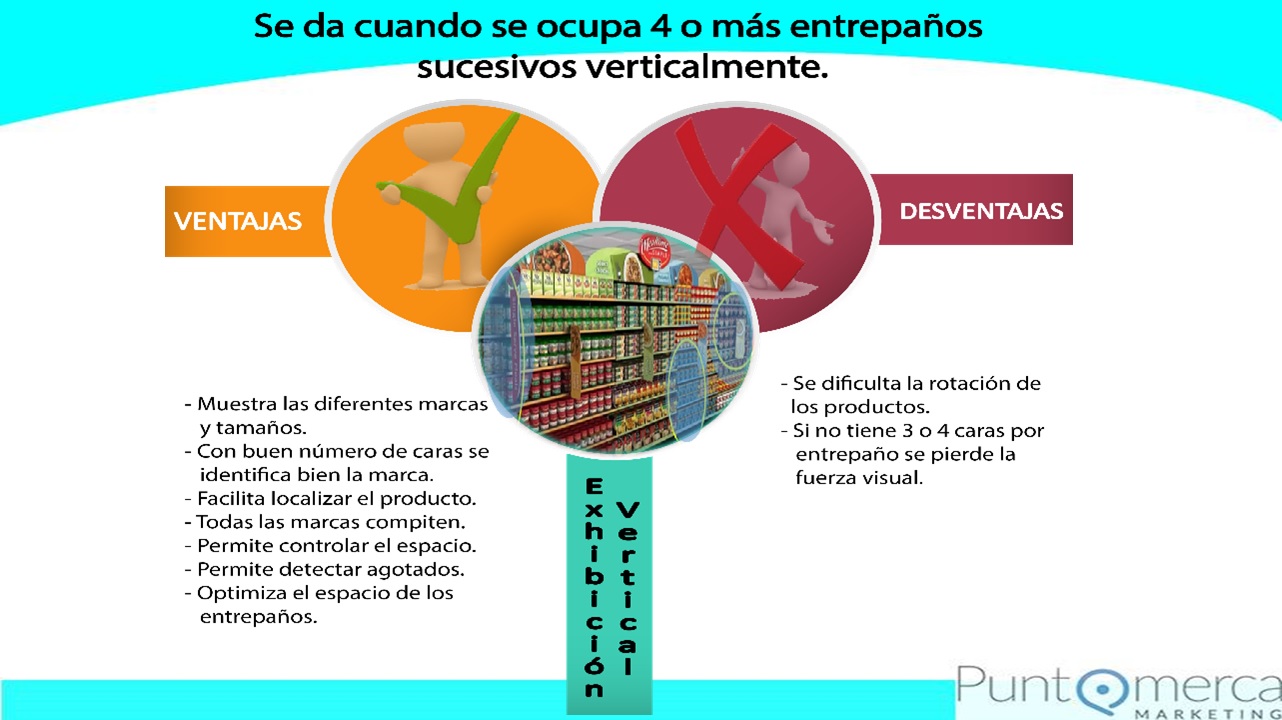 Se da cuando se ocupa 4 o más entrepaños
sucesivos verticalmente.
VENTAJAS
DESVENTAJAS
- Muestra las diferentes marcas
y tamaños.
- Con buen número de caras se
identifica bien la marca.
- Facilita localizar el producto.
- Todas las marcas compiten.
- Permite controlar el espacio.
- Permite detectar agotados.
- Optimiza el espacio de los
entrepaños.
- Se dificulta la rotación de
los productos.
- Si no tiene 3 o 4 caras por
entrepaño se pierde la
fuerza visual.
Exhibición
Vertical
PuntQmerca
MARKETING